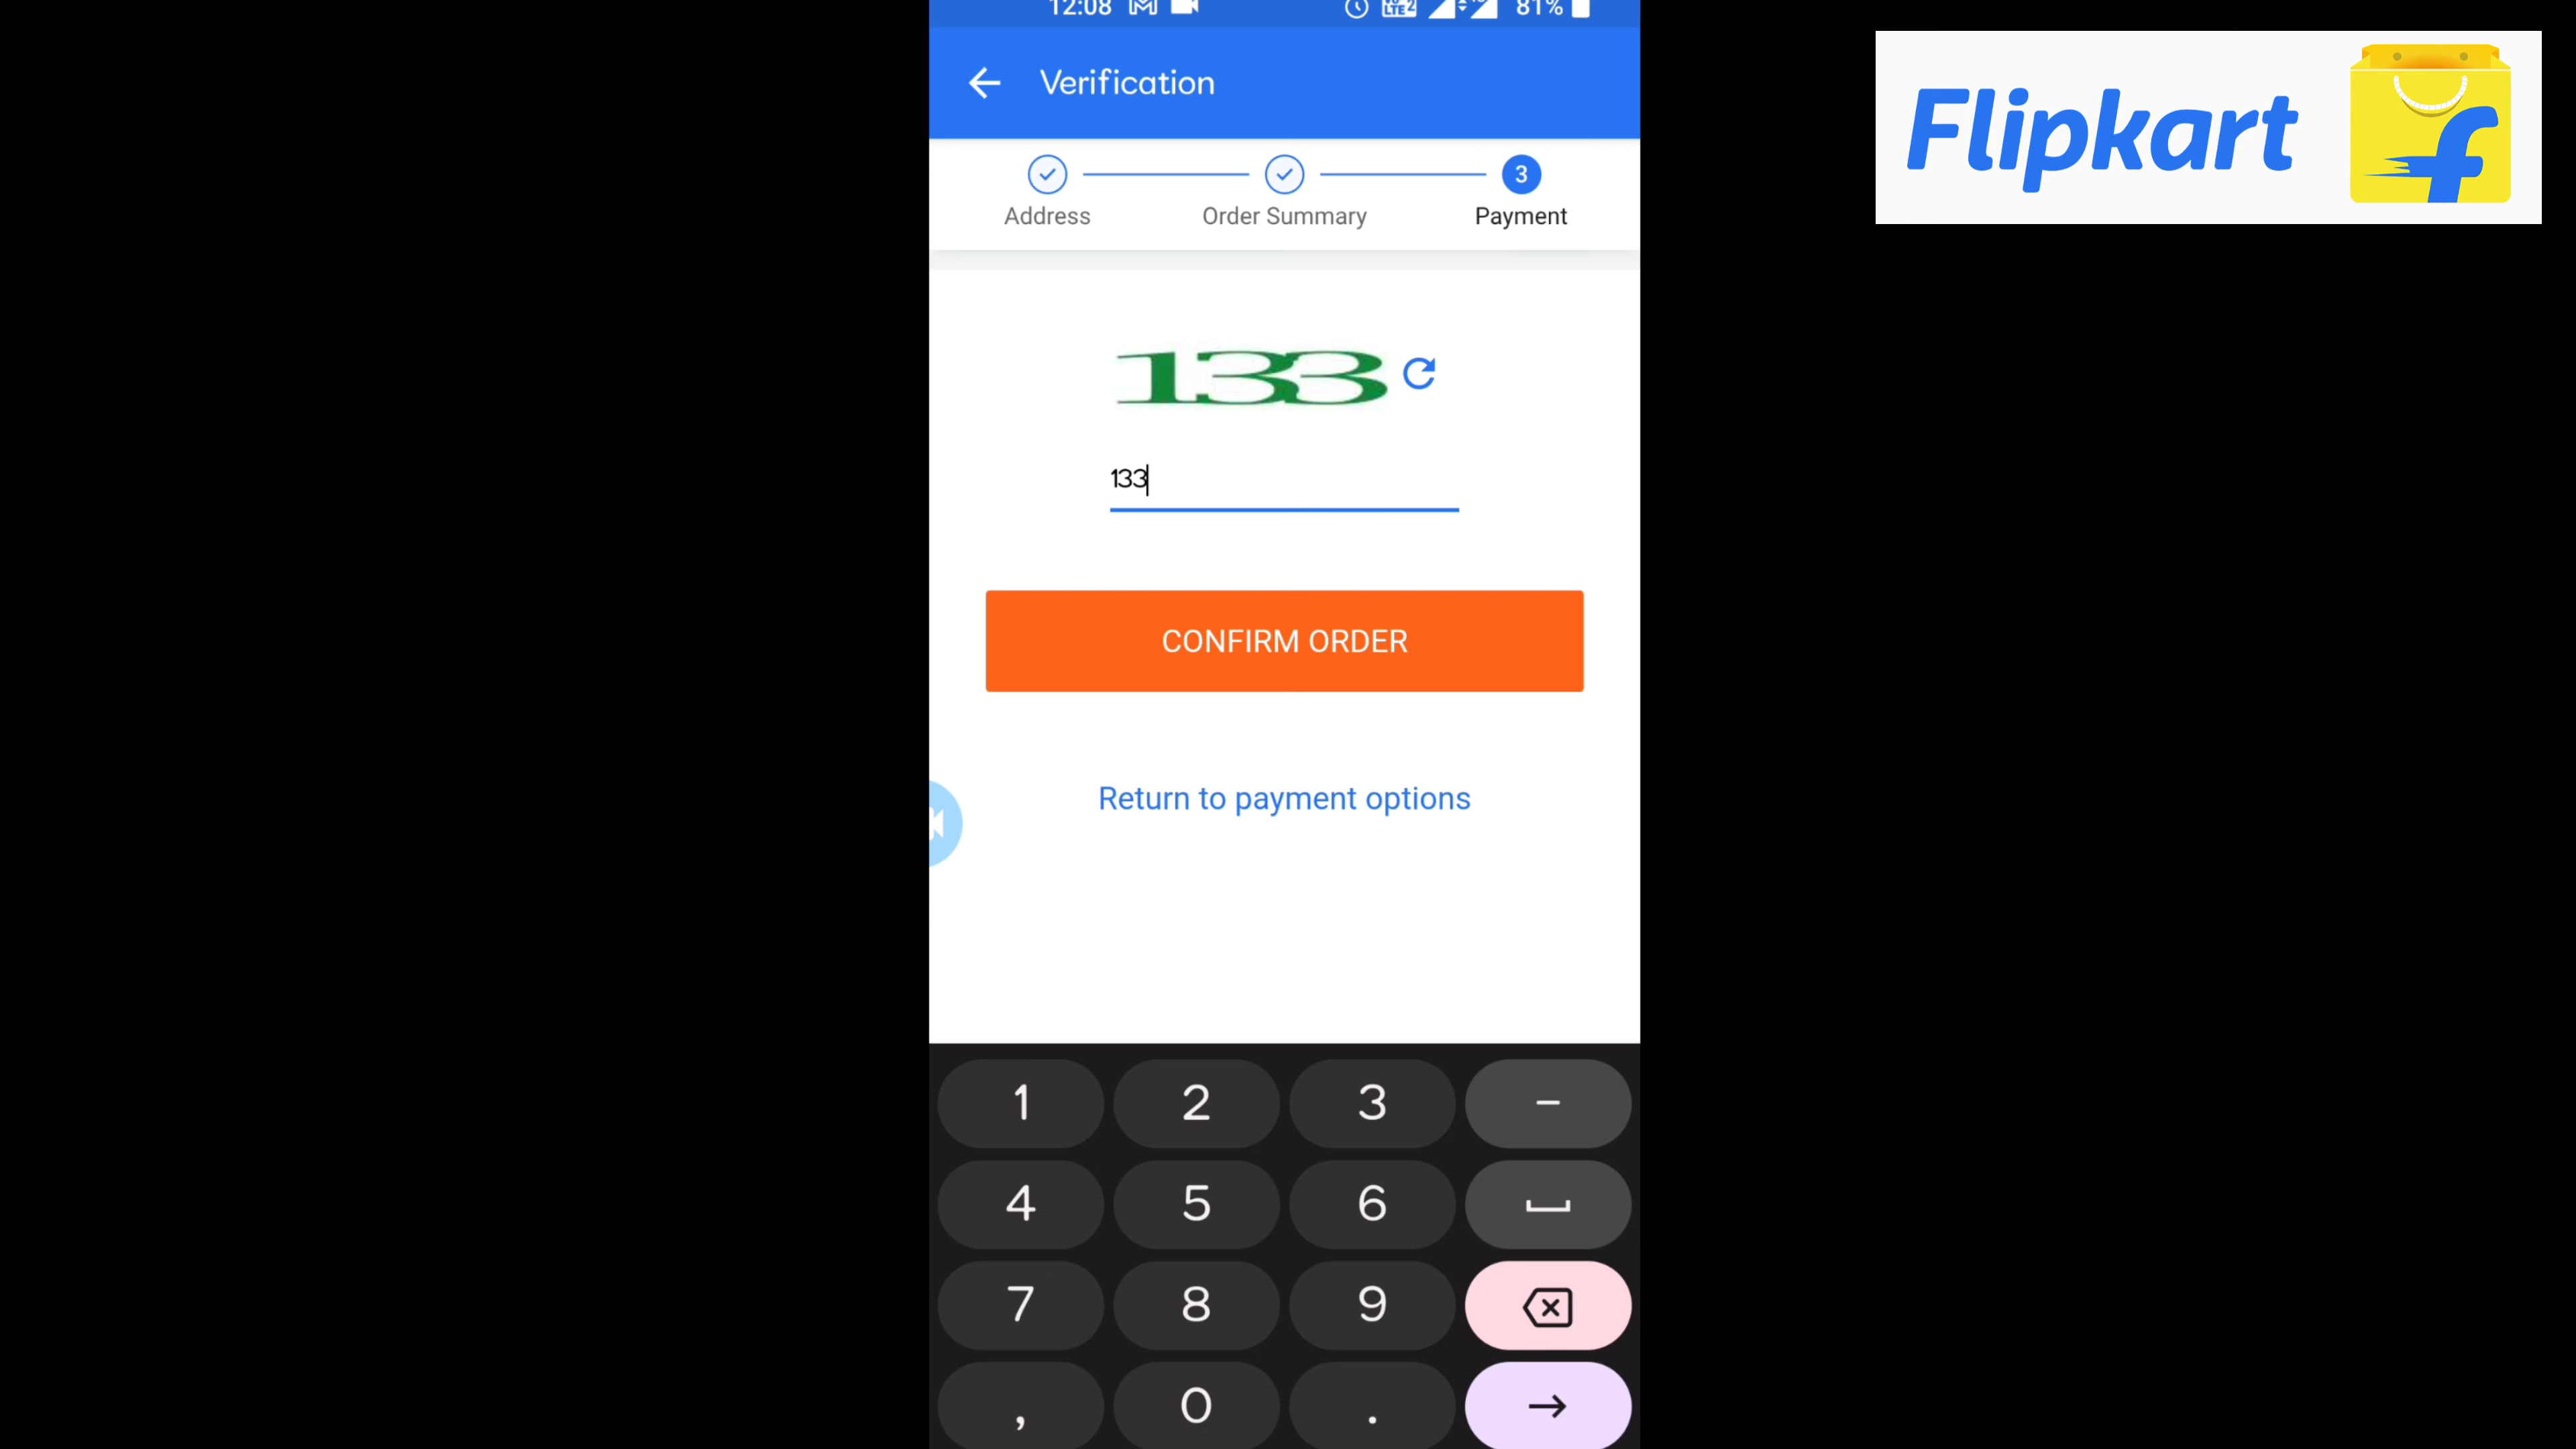 12:08 81%
Flipkart
Verification
3
Address Order Summary Payment
133
133
CONFIRM ORDER
Return to payment options
1 2 3 –
4 5 6
7 8 9
, 0 .